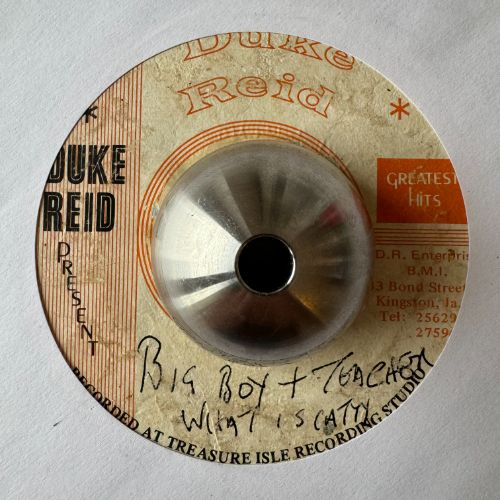 Duke
Reid
*
*
DUKE
REID
PRESENT
GREATEST
HITS
D.R. Enterpris
B.M.I.
33 Bond Street
Kingston, Ja.
Tel: 25629
2759
BIG BOY + TEACHER
WHAT IS CATTY
RECORDED AT TREASURE ISLE RECORDING STUDIO